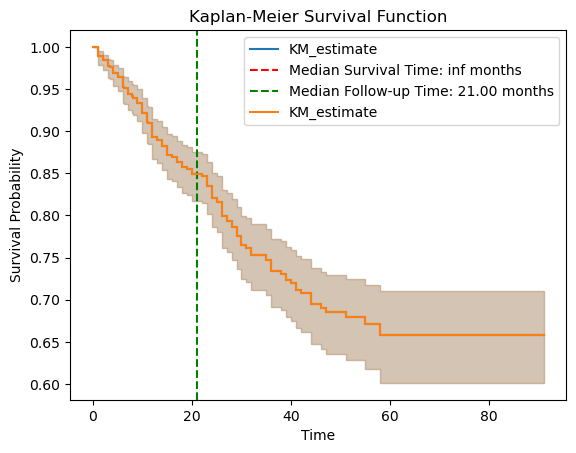 Kaplan-Meier Survival Function
KM_estimate
Median Survival Time: inf months
Median Follow-up Time: 21.00 months
KM_estimate
Survival Probability
1.00
0.95
0.90
0.85
0.80
0.75
0.70
0.65
0.60
0 20 40 60 80
Time